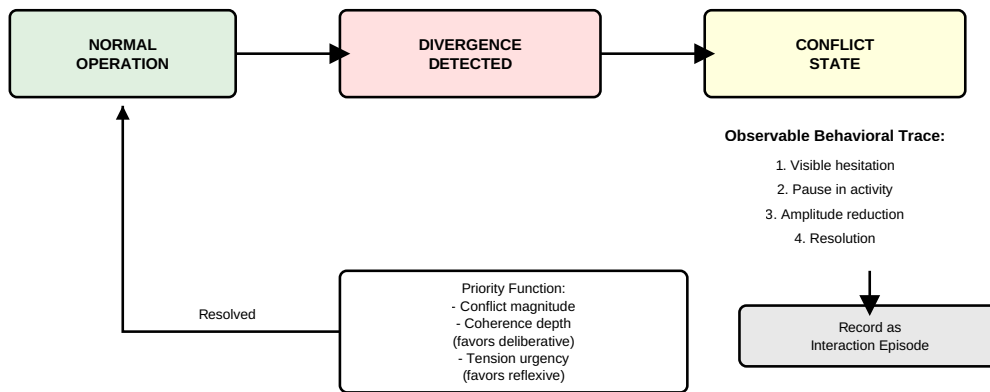 NORMAL
OPERATION
DIVERGENCE
DETECTED
CONFLICT
STATE
Observable Behavioral Trace:
1. Visible hesitation
2. Pause in activity
3. Amplitude reduction
4. Resolution
Resolved
Priority Function:
- Conflict magnitude
- Coherence depth
(favors deliberative)
- Tension urgency
(favors reflexive)
Record as
Interaction Episode